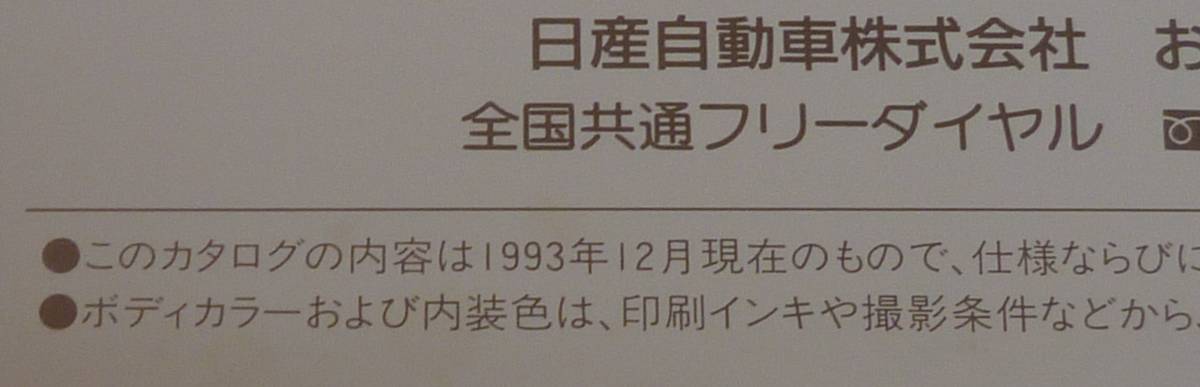 日産自動車株式会社　お
全国共通フリーダイヤル
●このカタログの内容は1993年12月現在のもので、仕様ならびに
●ボディカラーおよび内装色は、印刷インキや撮影条件などから、